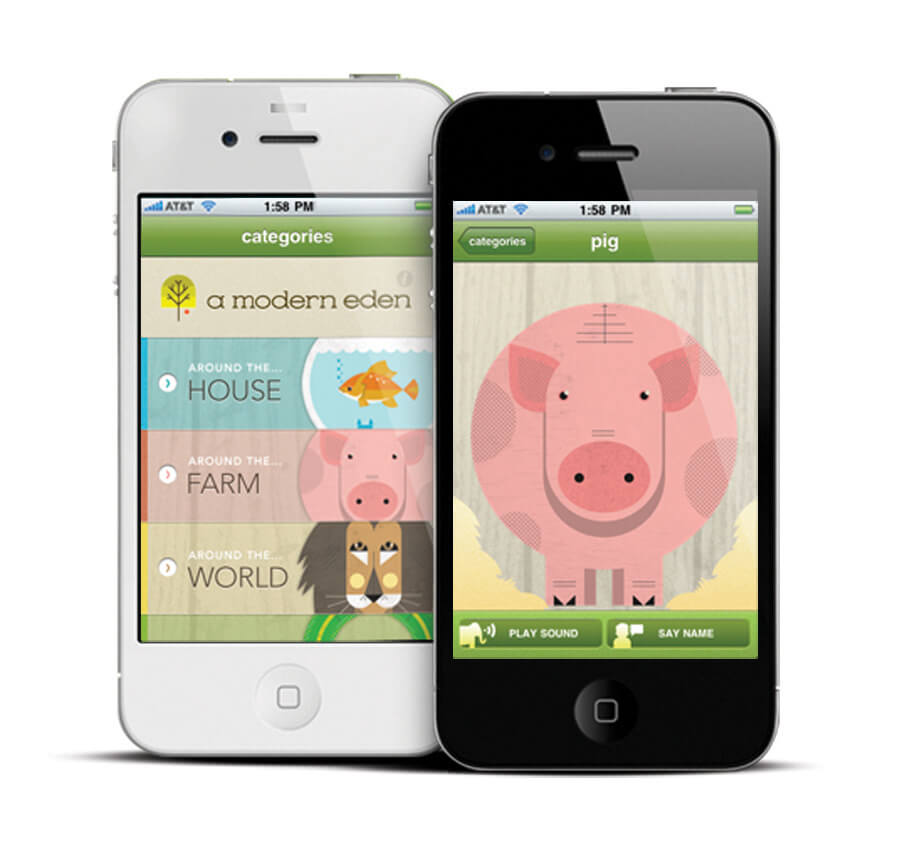 AT&T 1:58 PM
categories
a modern eden
AROUND THE...
HOUSE
AROUND THE...
FARM
AROUND THE...
WORLD
AT&T 1:58 PM
categories pig
PLAY SOUND SAY NAME